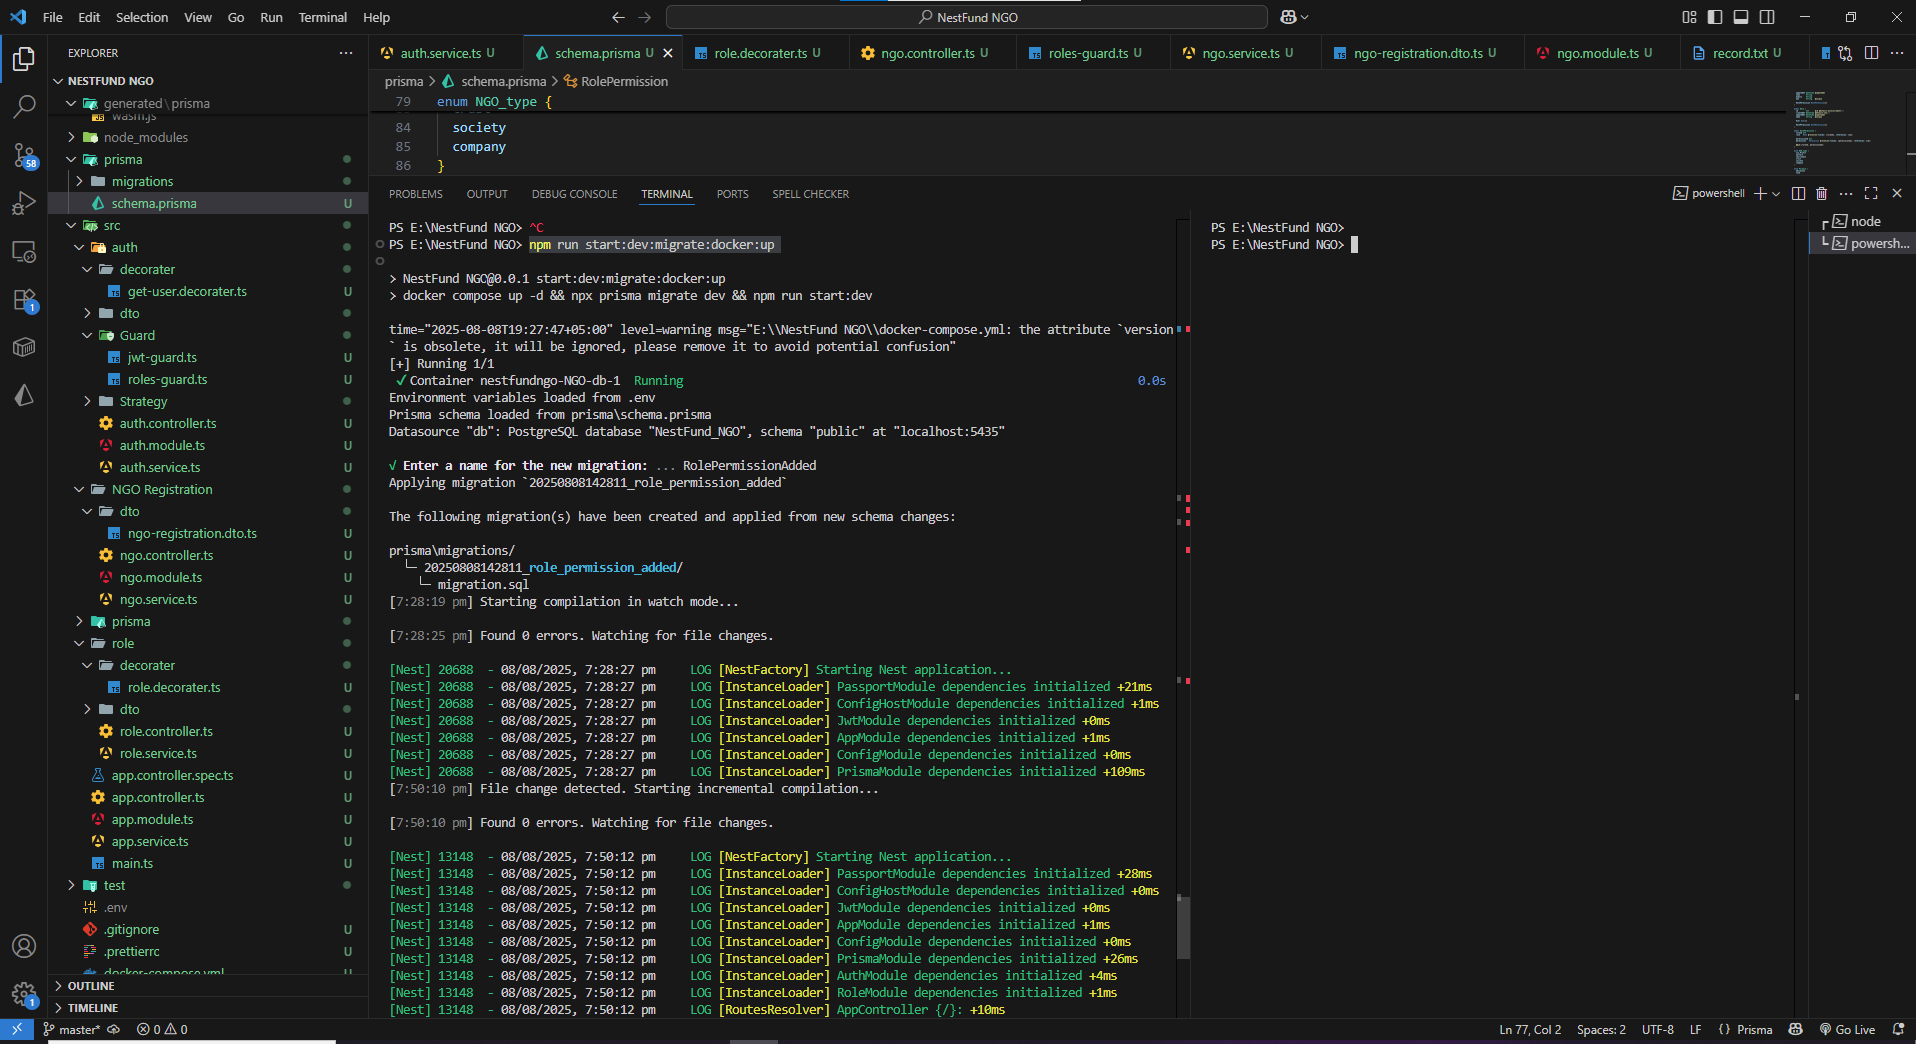 File Edit Selection View Go Run Terminal Help
NestFund NGO
EXPLORER
NESTFUND NGO
generated\prisma
wasm.js
node_modules
prisma
migrations
schema.prisma U
src
auth
decorater
get-user.decorater.ts U
dto
Guard
jwt-guard.ts U
roles-guard.ts U
Strategy
auth.controller.ts U
auth.module.ts U
auth.service.ts U
NGO Registration
dto
ngo-registration.dto.ts U
ngo.controller.ts U
ngo.module.ts U
ngo.service.ts U
prisma
role
decorater
role.decorater.ts U
dto
role.controller.ts U
role.service.ts U
app.controller.spec.ts U
app.controller.ts U
app.module.ts U
app.service.ts U
main.ts U
test
.env
.gitignore U
.prettierrc U
docker-compose.yml U
OUTLINE
TIMELINE
58
1
1
auth.service.ts U schema.prisma U role.decorater.ts U ngo.controller.ts U roles-guard.ts U ngo.service.ts U ngo-registration.dto.ts U ngo.module.ts U record.txt U
prisma > schema.prisma > RolePermission
79 enum NGO_type {
84 society
85 company
86 }
PROBLEMS OUTPUT DEBUG CONSOLE TERMINAL PORTS SPELL CHECKER
powershell
PS E:\NestFund NGO> ^C
PS E:\NestFund NGO> npm run start:dev:migrate:docker:up
> NestFund NGO@0.0.1 start:dev:migrate:docker:up
> docker compose up -d && npx prisma migrate dev && npm run start:dev
time="2025-08-08T19:27:47+05:00" level=warning msg="E:\\NestFund NGO\\docker-compose.yml: the attribute `version
` is obsolete, it will be ignored, please remove it to avoid potential confusion"
[+] Running 1/1
✓Container nestfundngo-NGO-db-1 Running 0.0s
Environment variables loaded from .env
Prisma schema loaded from prisma\schema.prisma
Datasource "db": PostgreSQL database "NestFund_NGO", schema "public" at "localhost:5435"
√ Enter a name for the new migration: ... RolePermissionAdded
Applying migration `20250808142811_role_permission_added`
The following migration(s) have been created and applied from new schema changes:
prisma\migrations/
└─ 20250808142811_role_permission_added/
└─ migration.sql
[7:28:19 pm] Starting compilation in watch mode...
[7:28:25 pm] Found 0 errors. Watching for file changes.
[Nest] 20688 - 08/08/2025, 7:28:27 pm LOG [NestFactory] Starting Nest application...
[Nest] 20688 - 08/08/2025, 7:28:27 pm LOG [InstanceLoader] PassportModule dependencies initialized +21ms
[Nest] 20688 - 08/08/2025, 7:28:27 pm LOG [InstanceLoader] ConfigHostModule dependencies initialized +1ms
[Nest] 20688 - 08/08/2025, 7:28:27 pm LOG [InstanceLoader] JwtModule dependencies initialized +0ms
[Nest] 20688 - 08/08/2025, 7:28:27 pm LOG [InstanceLoader] AppModule dependencies initialized +1ms
[Nest] 20688 - 08/08/2025, 7:28:27 pm LOG [InstanceLoader] ConfigModule dependencies initialized +0ms
[Nest] 20688 - 08/08/2025, 7:28:27 pm LOG [InstanceLoader] PrismaModule dependencies initialized +109ms
[7:50:10 pm] File change detected. Starting incremental compilation...
[7:50:10 pm] Found 0 errors. Watching for file changes.
[Nest] 13148 - 08/08/2025, 7:50:12 pm LOG [NestFactory] Starting Nest application...
[Nest] 13148 - 08/08/2025, 7:50:12 pm LOG [InstanceLoader] PassportModule dependencies initialized +28ms
[Nest] 13148 - 08/08/2025, 7:50:12 pm LOG [InstanceLoader] ConfigHostModule dependencies initialized +0ms
[Nest] 13148 - 08/08/2025, 7:50:12 pm LOG [InstanceLoader] JwtModule dependencies initialized +0ms
[Nest] 13148 - 08/08/2025, 7:50:12 pm LOG [InstanceLoader] AppModule dependencies initialized +1ms
[Nest] 13148 - 08/08/2025, 7:50:12 pm LOG [InstanceLoader] ConfigModule dependencies initialized +0ms
[Nest] 13148 - 08/08/2025, 7:50:12 pm LOG [InstanceLoader] PrismaModule dependencies initialized +26ms
[Nest] 13148 - 08/08/2025, 7:50:12 pm LOG [InstanceLoader] AuthModule dependencies initialized +4ms
[Nest] 13148 - 08/08/2025, 7:50:12 pm LOG [InstanceLoader] RoleModule dependencies initialized +1ms
[Nest] 13148 - 08/08/2025, 7:50:12 pm LOG [RoutesResolver] AppController {/}: +10ms
PS E:\NestFund NGO>
PS E:\NestFund NGO>
node
powersh...
master* 0 0
Ln 77, Col 2 Spaces: 2 UTF-8 LF {} Prisma Go Live